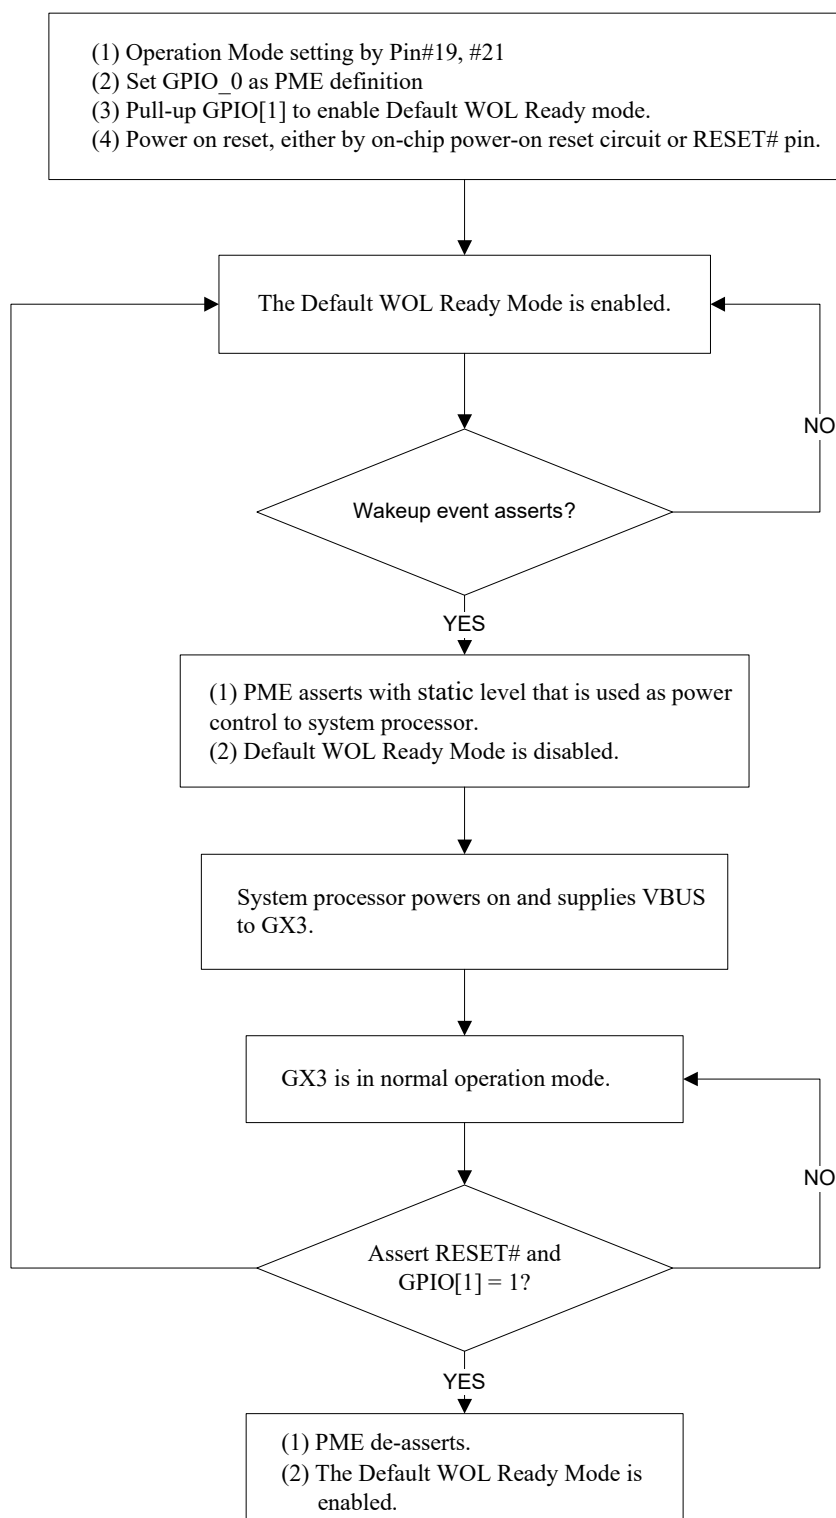 (1) Operation Mode setting by Pin#19, #21
(2) Set GPIO_0 as PME definition
(3) Pull-up GPIO[1] to enable Default WOL Ready mode.
(4) Power on reset, either by on-chip power-on reset circuit or RESET# pin.
The Default WOL Ready Mode is enabled.
NO
Wakeup event asserts?
YES
(1) PME asserts with static level that is used as power
control to system processor.
(2) Default WOL Ready Mode is disabled.
System processor powers on and supplies VBUS
to GX3.
GX3 is in normal operation mode.
NO
Assert RESET# and
GPIO[1] = 1?
YES
(1) PME de-asserts.
(2) The Default WOL Ready Mode is
enabled.